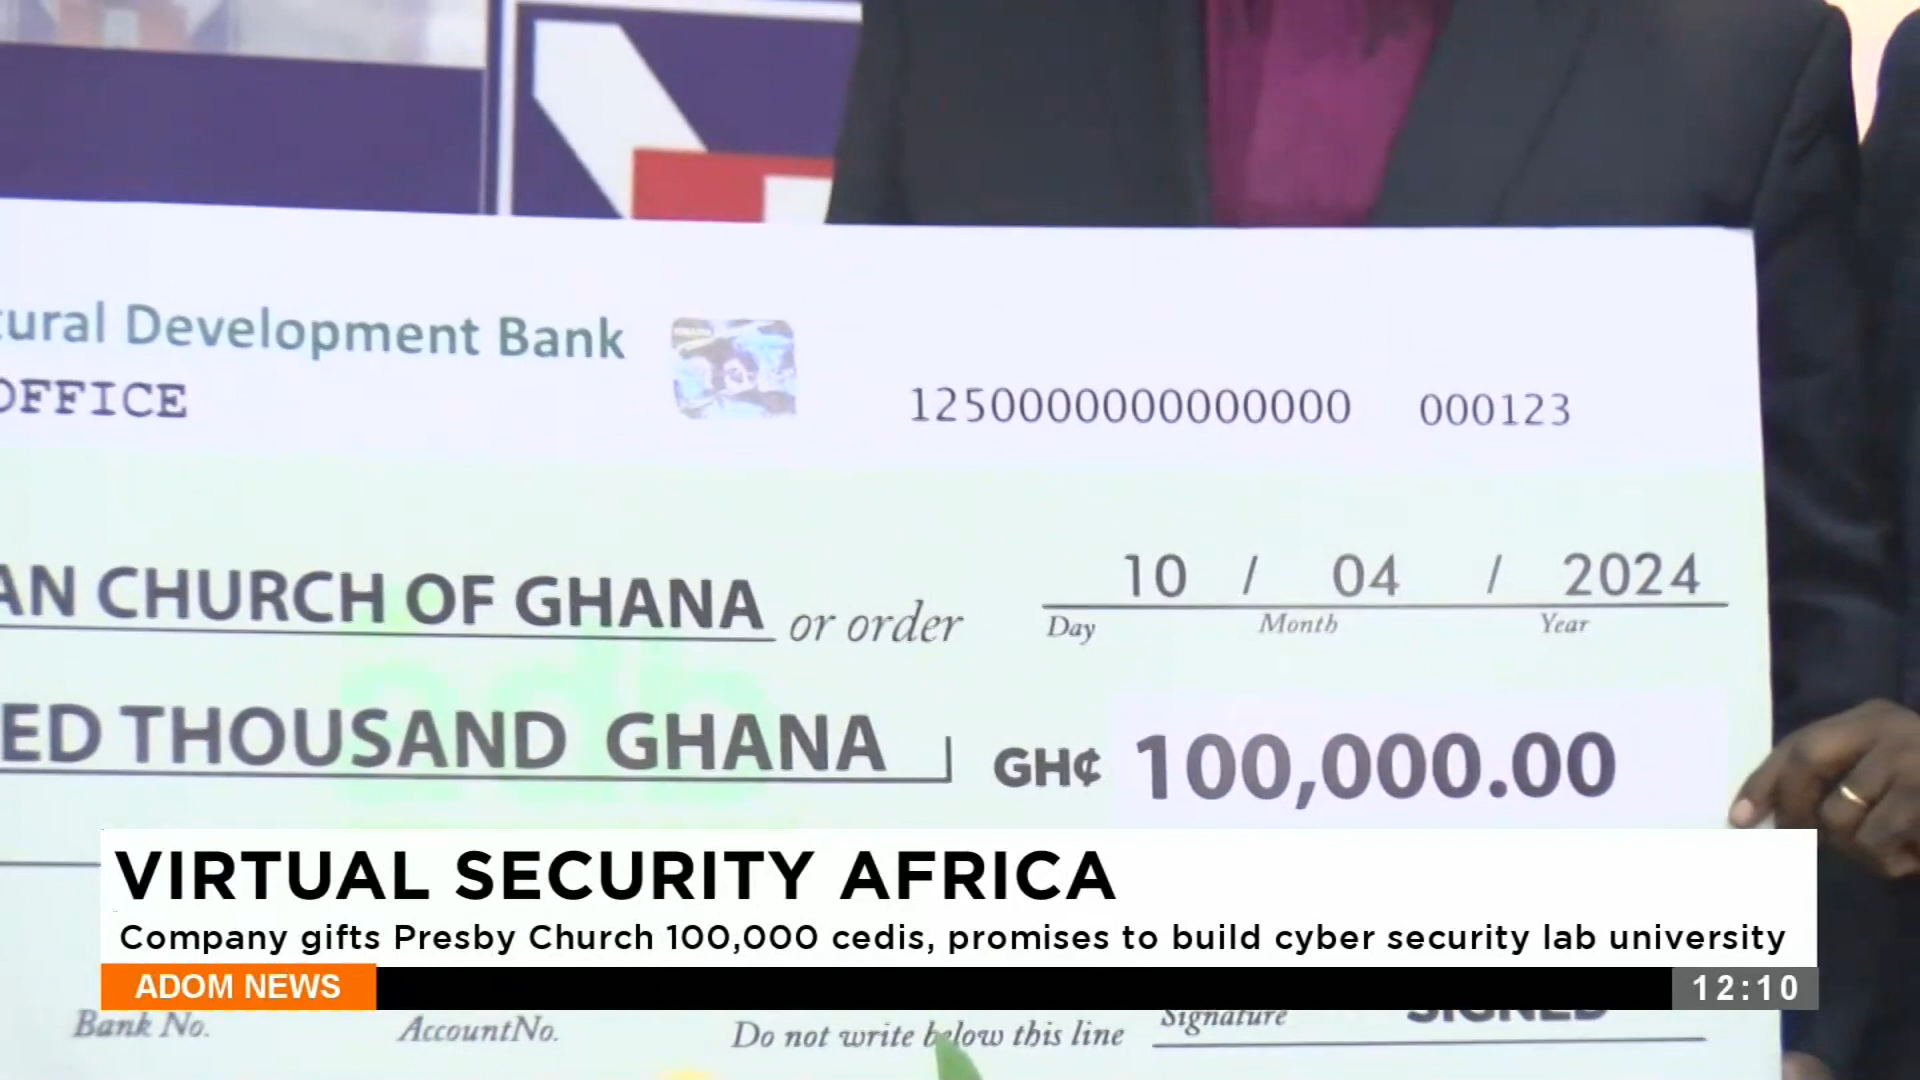 tural Development Bank
OFFICE
1250000000000000 000123
AN CHURCH OF GHANA or order
10 / 04 / 2024
Day Month Year
ED THOUSAND GHANA
GH¢ 100,000.00
VIRTUAL SECURITY AFRICA
Company gifts Presby Church 100,000 cedis, promises to build cyber security lab university
ADOM NEWS
12:10
Bank No. AccountNo. Do not write below this line Signature SIGNED